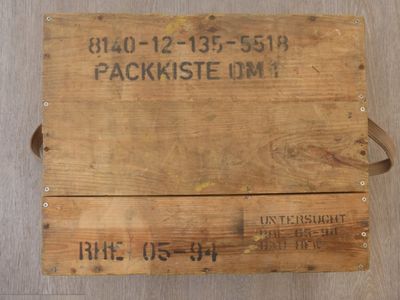 8140-12-135-5518
PACKKISTE DM1
RHE 05-94
UNTERSUCHT